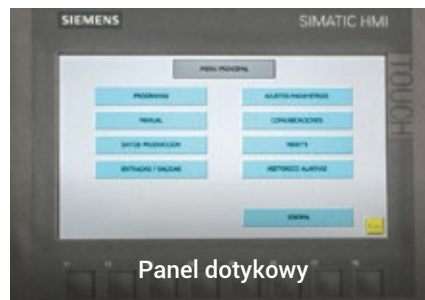 SIEMENS
SIMATIC HMI
TOUCH
MENU PRINCIPAL
PROGRAMAS
AJUSTES PARAMETROS
MANUAL
COMUNICACIONES
DATOS PRODUCCION
RESETS
ENTRADAS / SALIDAS
HISTORICO ALARMAS
IDIOMA
Panel dotykowy